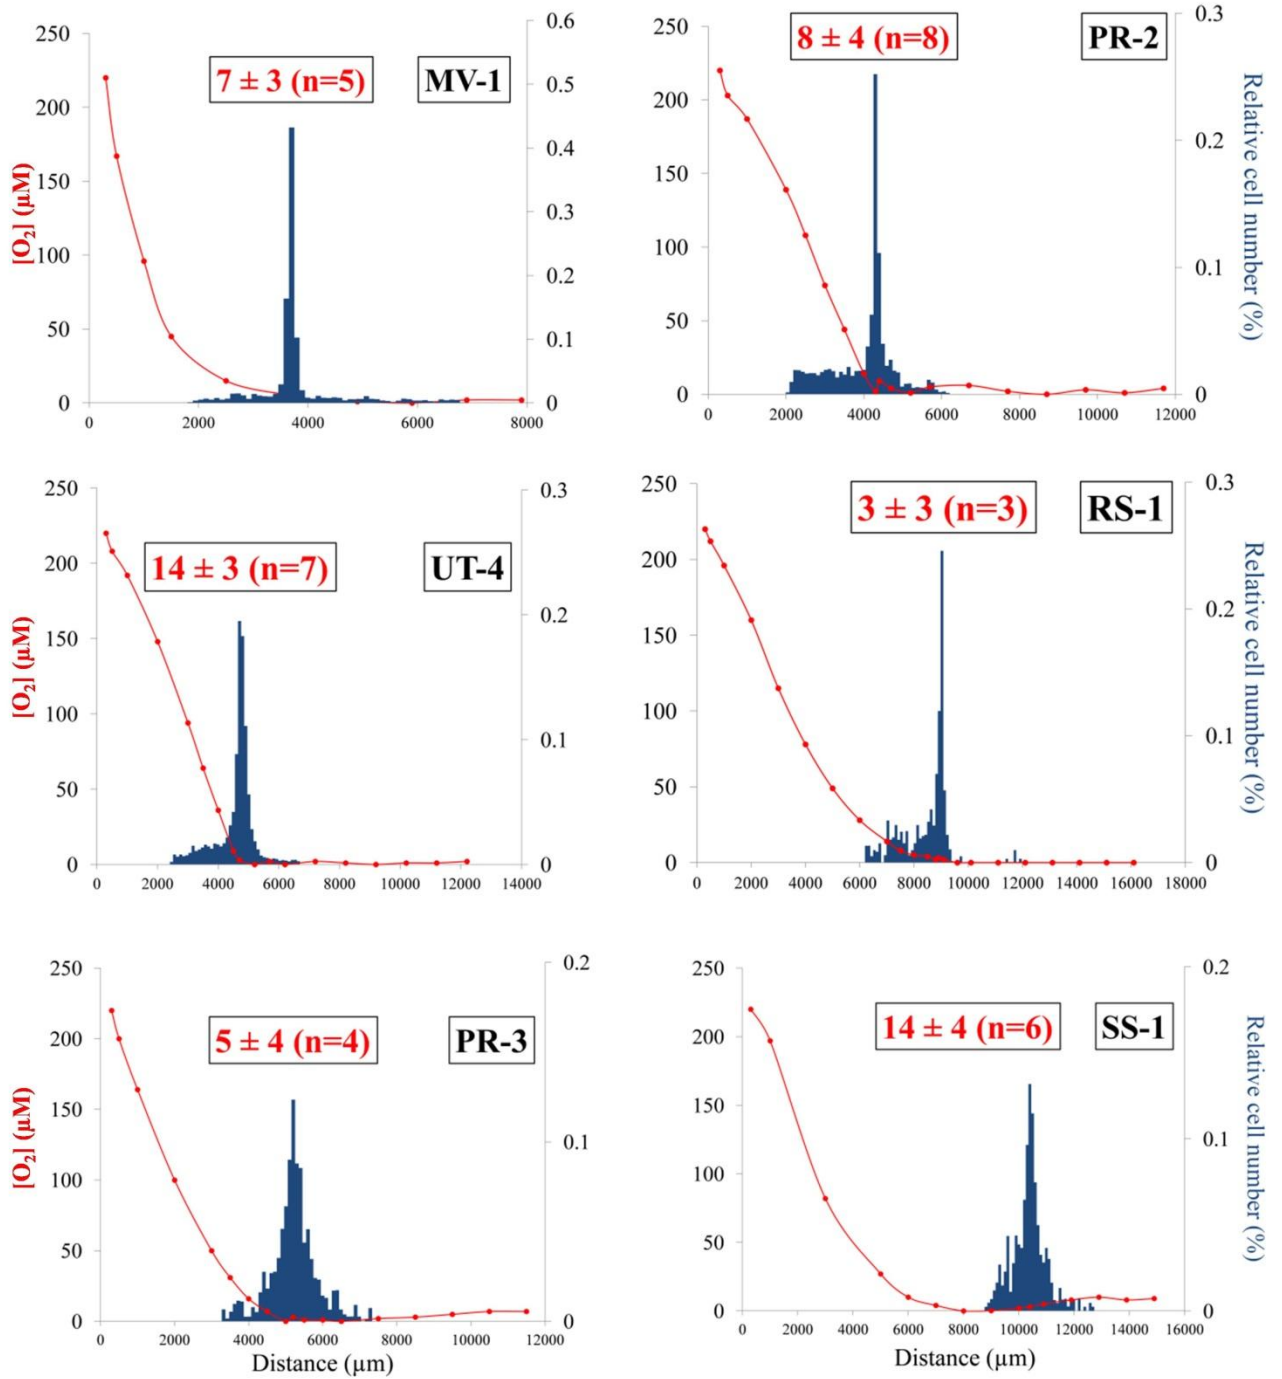 7 ± 3 (n=5)
MV-1
[O₂] (µM)
250
200
150
100
50
0
0.6
0.5
0.4
0.3
0.2
0.1
0
0 2000 4000 6000 8000
8 ± 4 (n=8)
PR-2
250
200
150
100
50
0
0.3
0.2
0.1
0
Relative cell number (%)
0 2000 4000 6000 8000 10000 12000
14 ± 3 (n=7)
UT-4
[O₂] (µM)
250
200
150
100
50
0
0.3
0.2
0.1
0
0 2000 4000 6000 8000 10000 12000 14000
3 ± 3 (n=3)
RS-1
250
200
150
100
50
0
0.3
0.2
0.1
0
Relative cell number (%)
0 2000 4000 6000 8000 10000 12000 14000 16000 18000
5 ± 4 (n=4)
PR-3
[O₂] (µM)
250
200
150
100
50
0
0.2
0.1
0
0 2000 4000 6000 8000 10000 12000
Distance (µm)
14 ± 4 (n=6)
SS-1
250
200
150
100
50
0
0.2
0.1
0
Relative cell number (%)
0 2000 4000 6000 8000 10000 12000 14000 16000
Distance (µm)